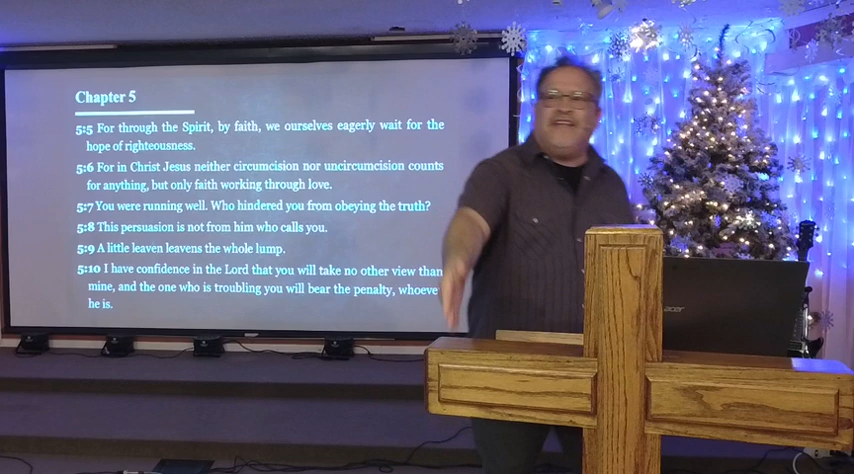 Chapter 5
5:5 For through the Spirit, by faith, we ourselves eagerly wait for the
hope of righteousness.
5:6 For in Christ Jesus neither circumcision nor uncircumcision counts
for anything, but only faith working through love.
5:7 You were running well. Who hindered you from obeying the truth?
5:8 This persuasion is not from him who calls you.
5:9 A little leaven leavens the whole lump.
5:10 I have confidence in the Lord that you will take no other view than
mine, and the one who is troubling you will bear the penalty, whoever
he is.
acer